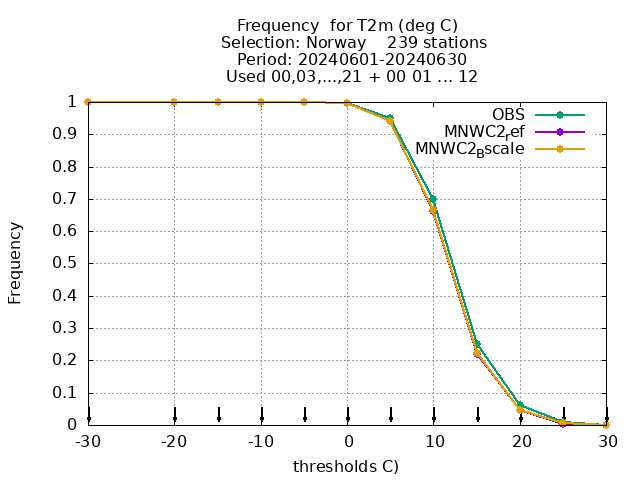 Frequency  for T2m (deg C)
Selection: Norway    239 stations
Period: 20240601-20240630
Used 00,03,...,21 + 00 01 ... 12
OBS
MNWC2_ref
MNWC2_Bscale
Frequency
1
0.9
0.8
0.7
0.6
0.5
0.4
0.3
0.2
0.1
0
-30
-20
-10
0
10
20
30
thresholds C)